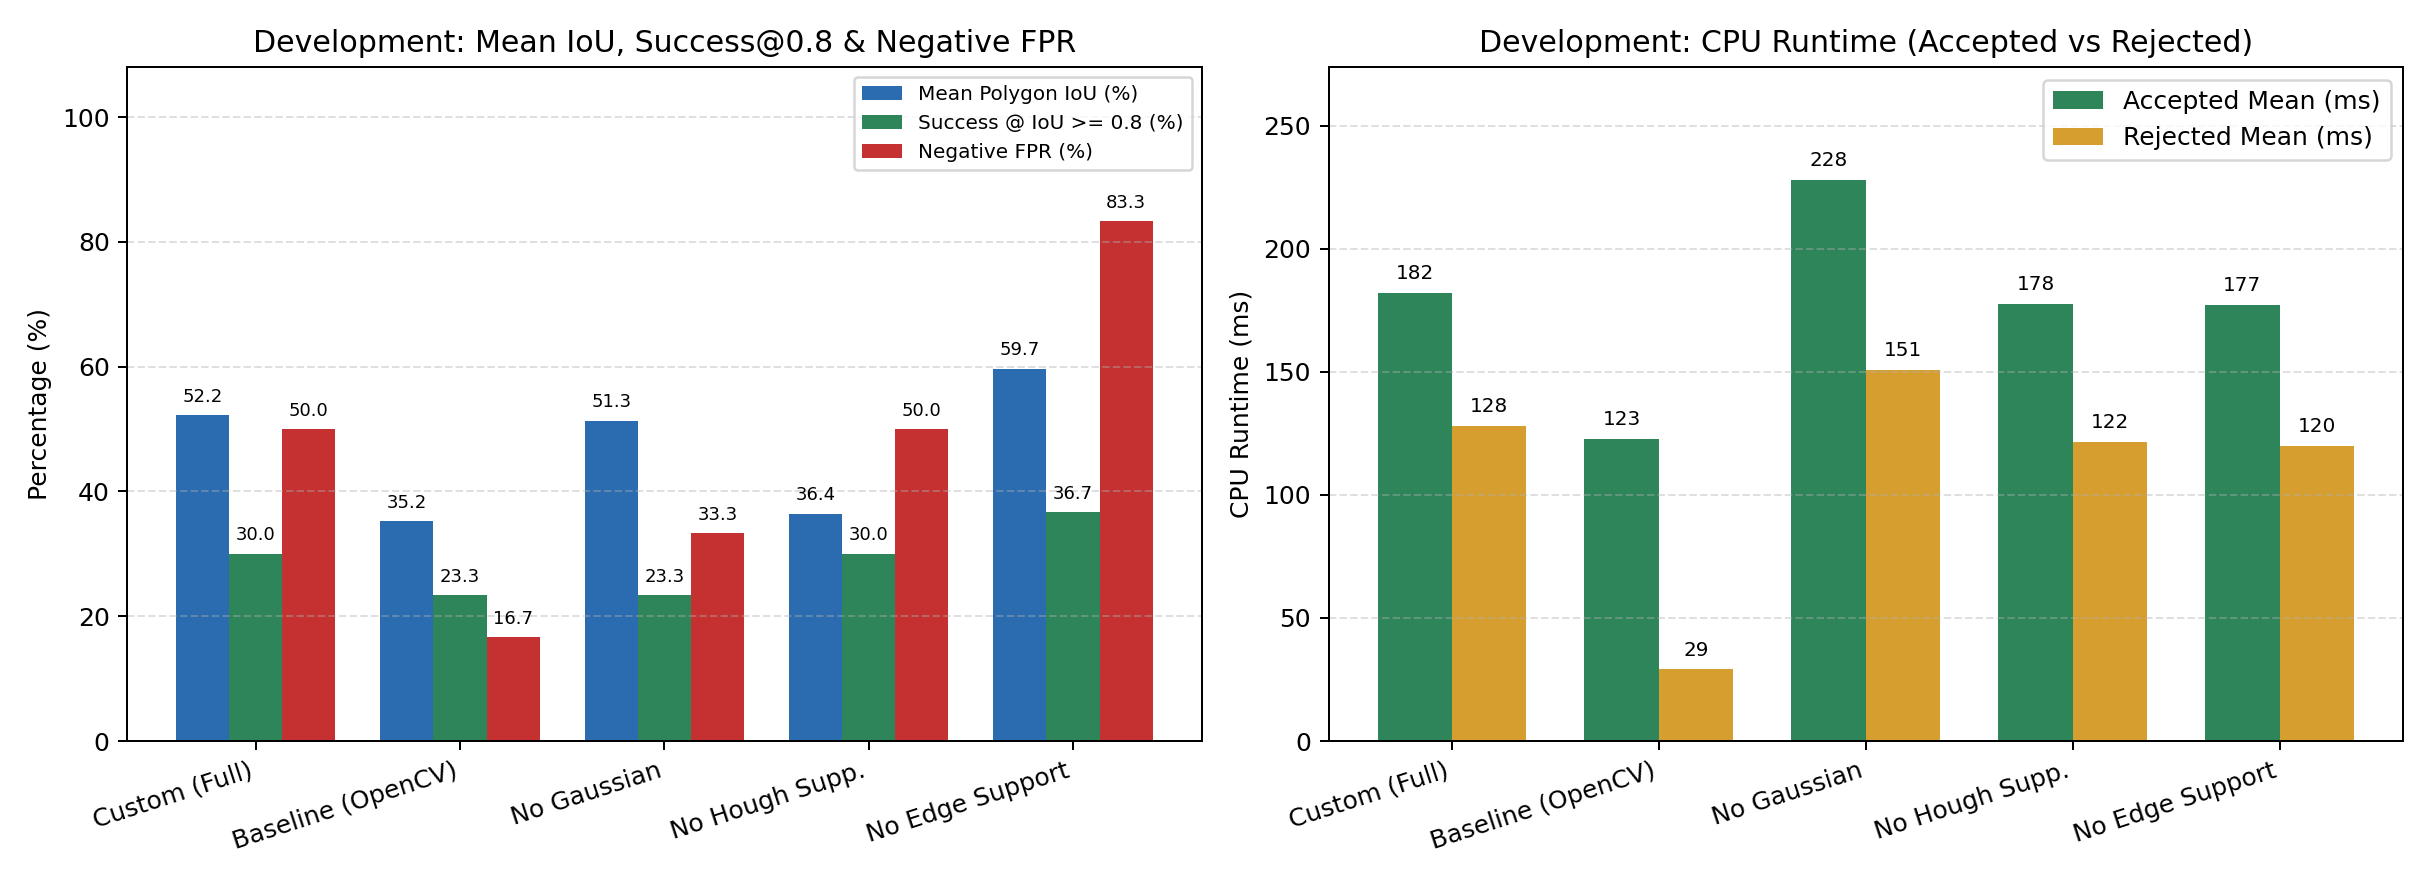 Development: Mean IoU, Success@0.8 & Negative FPR
Mean Polygon IoU (%)
Success @ IoU >= 0.8 (%)
Negative FPR (%)
Percentage (%)
100
80
60
40
20
0
52.2
30.0
50.0
35.2
23.3
16.7
51.3
23.3
33.3
36.4
30.0
50.0
59.7
36.7
83.3
Custom (Full)
Baseline (OpenCV)
No Gaussian
No Hough Supp.
No Edge Support
Development: CPU Runtime (Accepted vs Rejected)
Accepted Mean (ms)
Rejected Mean (ms)
CPU Runtime (ms)
250
200
150
100
50
0
182
128
123
29
228
151
178
122
177
120
Custom (Full)
Baseline (OpenCV)
No Gaussian
No Hough Supp.
No Edge Support